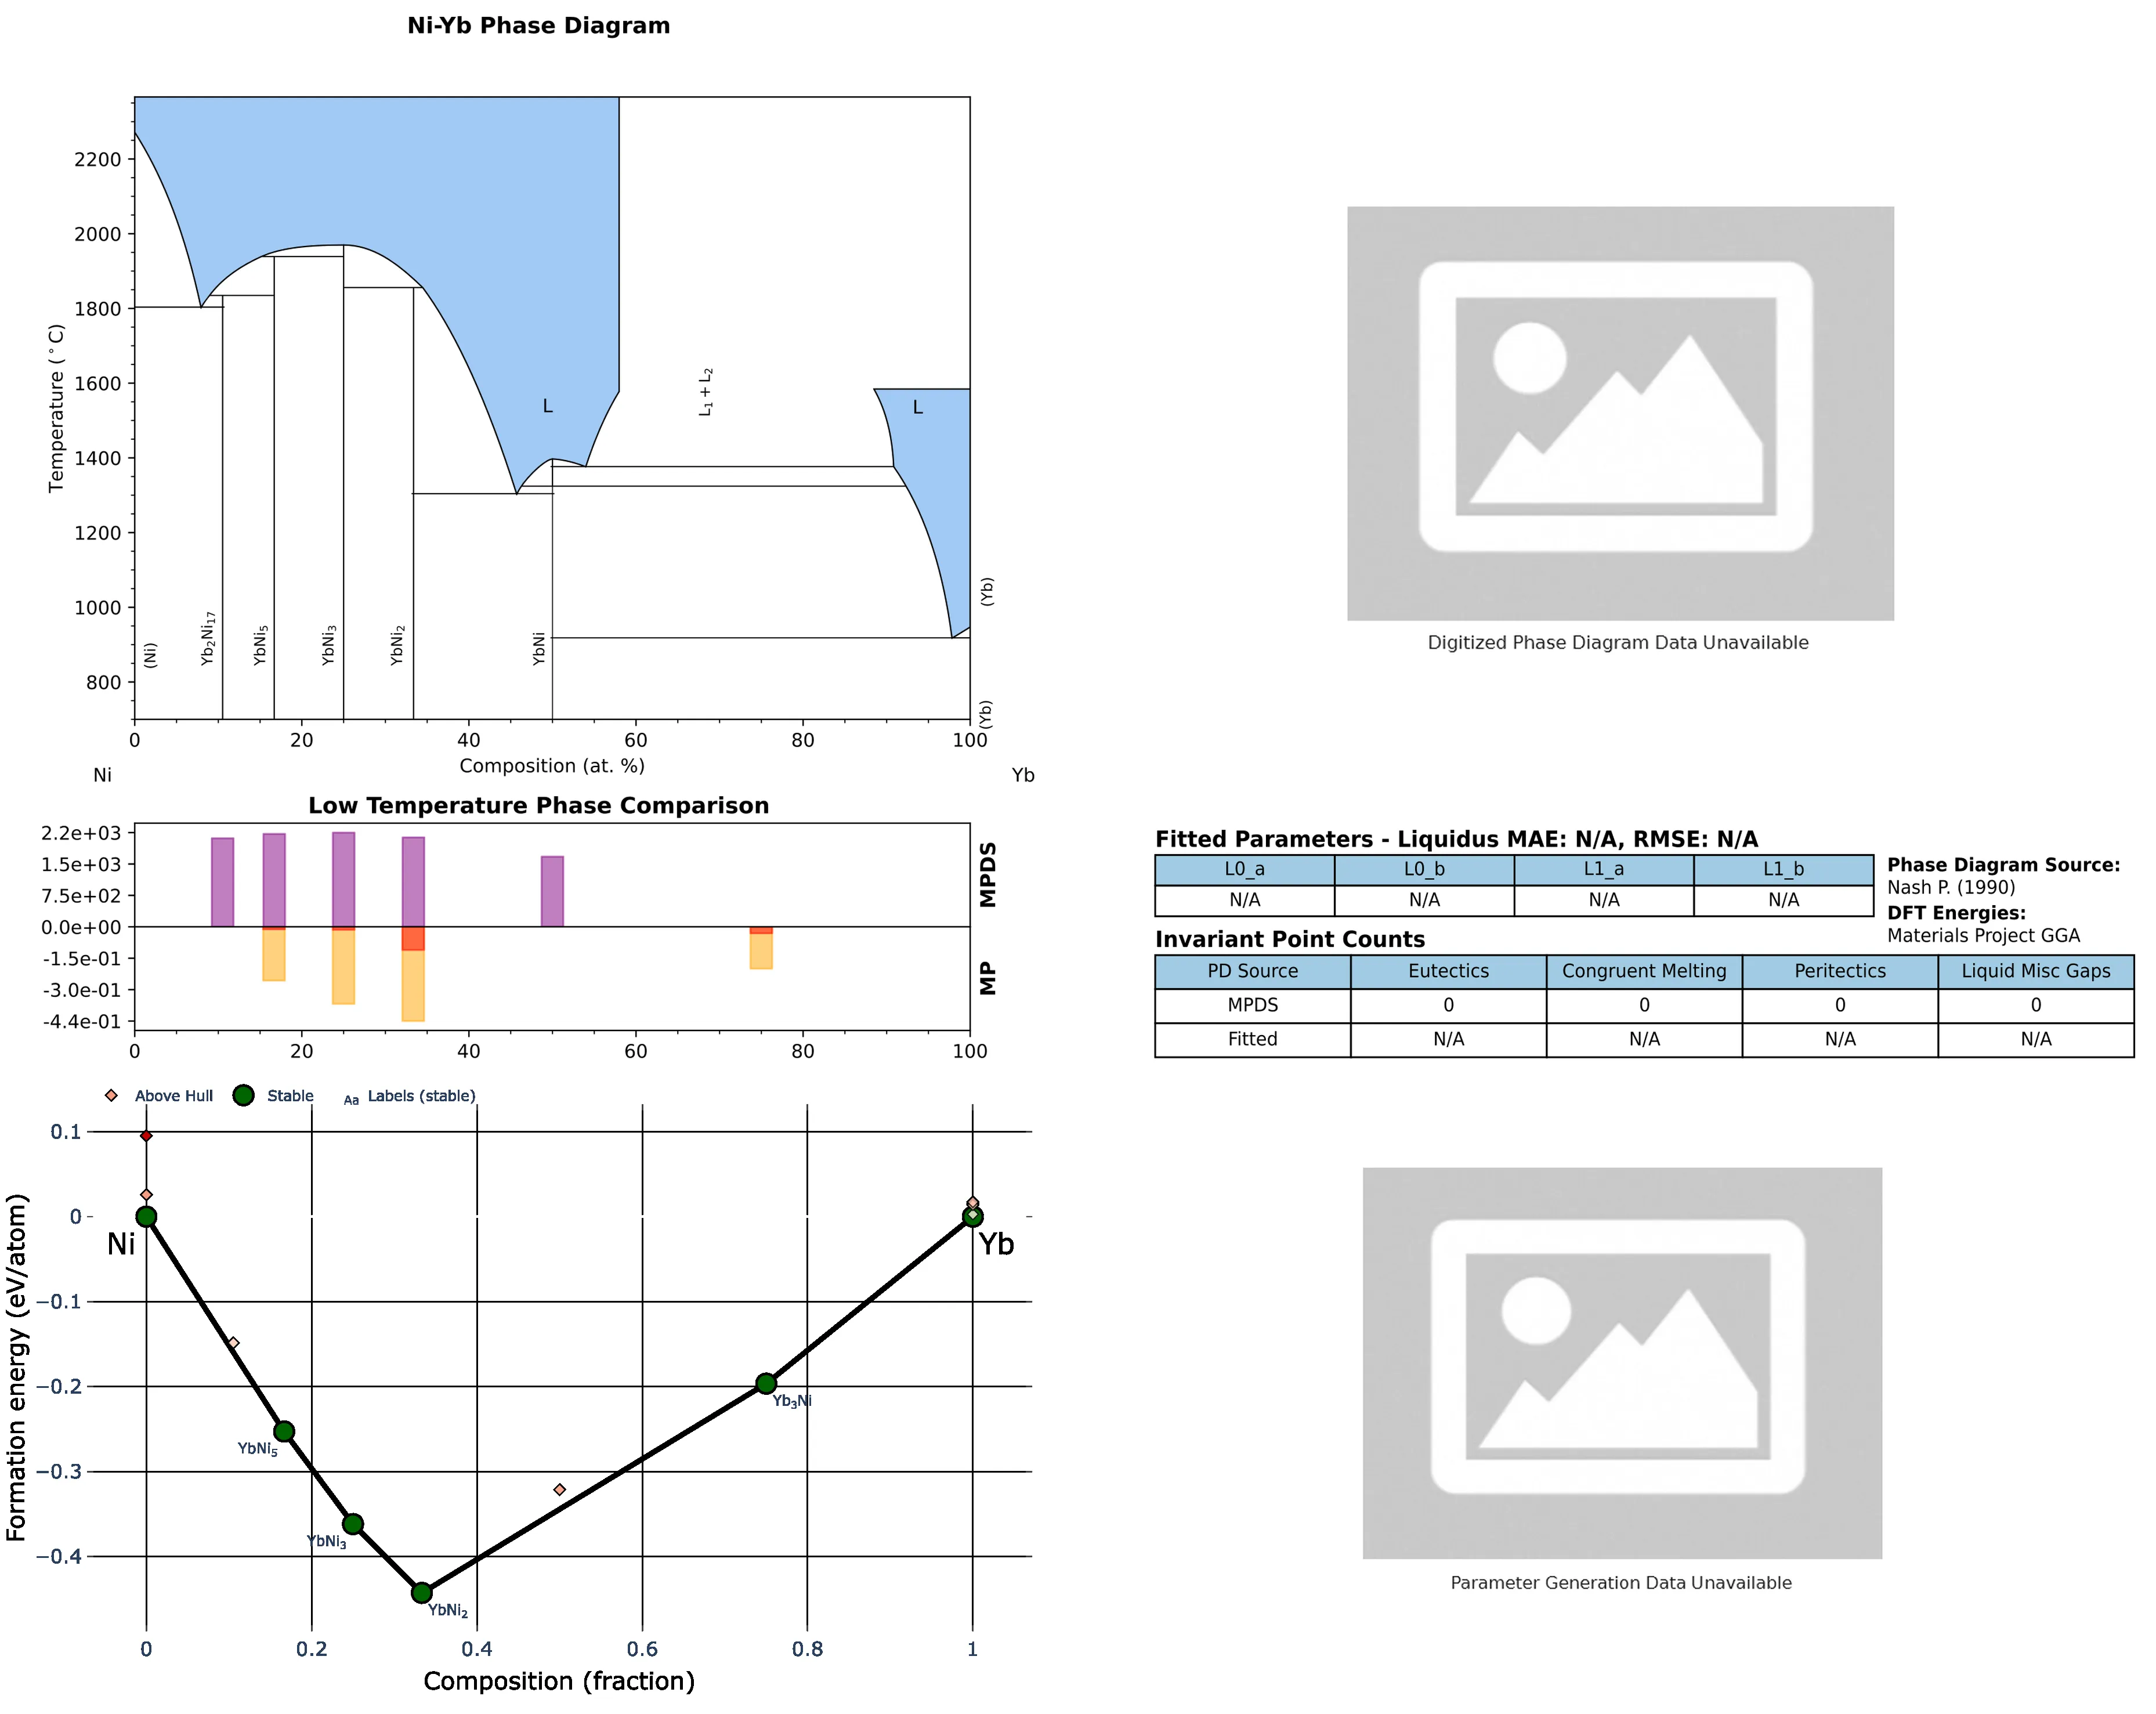 Ni-Yb Phase Diagram
Temperature (°C)
2200
2000
1800
1600
1400
1200
1000
800
L
L₁ + L₂
L
(Ni)
Yb₂Ni₁₇
YbNi₅
YbNi₃
YbNi₂
YbNi
(Yb)
(Yb)
0 20 40 60 80 100
Composition (at. %)
Ni Yb
Digitized Phase Diagram Data Unavailable
Low Temperature Phase Comparison
2.2e+03
1.5e+03
7.5e+02
0.0e+00
-1.5e-01
-3.0e-01
-4.4e-01
MPDS
MP
0 20 40 60 80 100
Fitted Parameters - Liquidus MAE: N/A, RMSE: N/A
L0_a L0_b L1_a L1_b
N/A N/A N/A N/A
Phase Diagram Source:
Nash P. (1990)
DFT Energies:
Materials Project GGA
Invariant Point Counts
PD Source Eutectics Congruent Melting Peritectics Liquid Misc Gaps
MPDS 0 0 0 0
Fitted N/A N/A N/A N/A
Above Hull Stable Aa Labels (stable)
Formation energy (eV/atom)
0.1
0
−0.1
−0.2
−0.3
−0.4
Ni
Yb
YbNi₅
YbNi₃
YbNi₂
Yb₃Ni
0 0.2 0.4 0.6 0.8 1
Composition (fraction)
Parameter Generation Data Unavailable